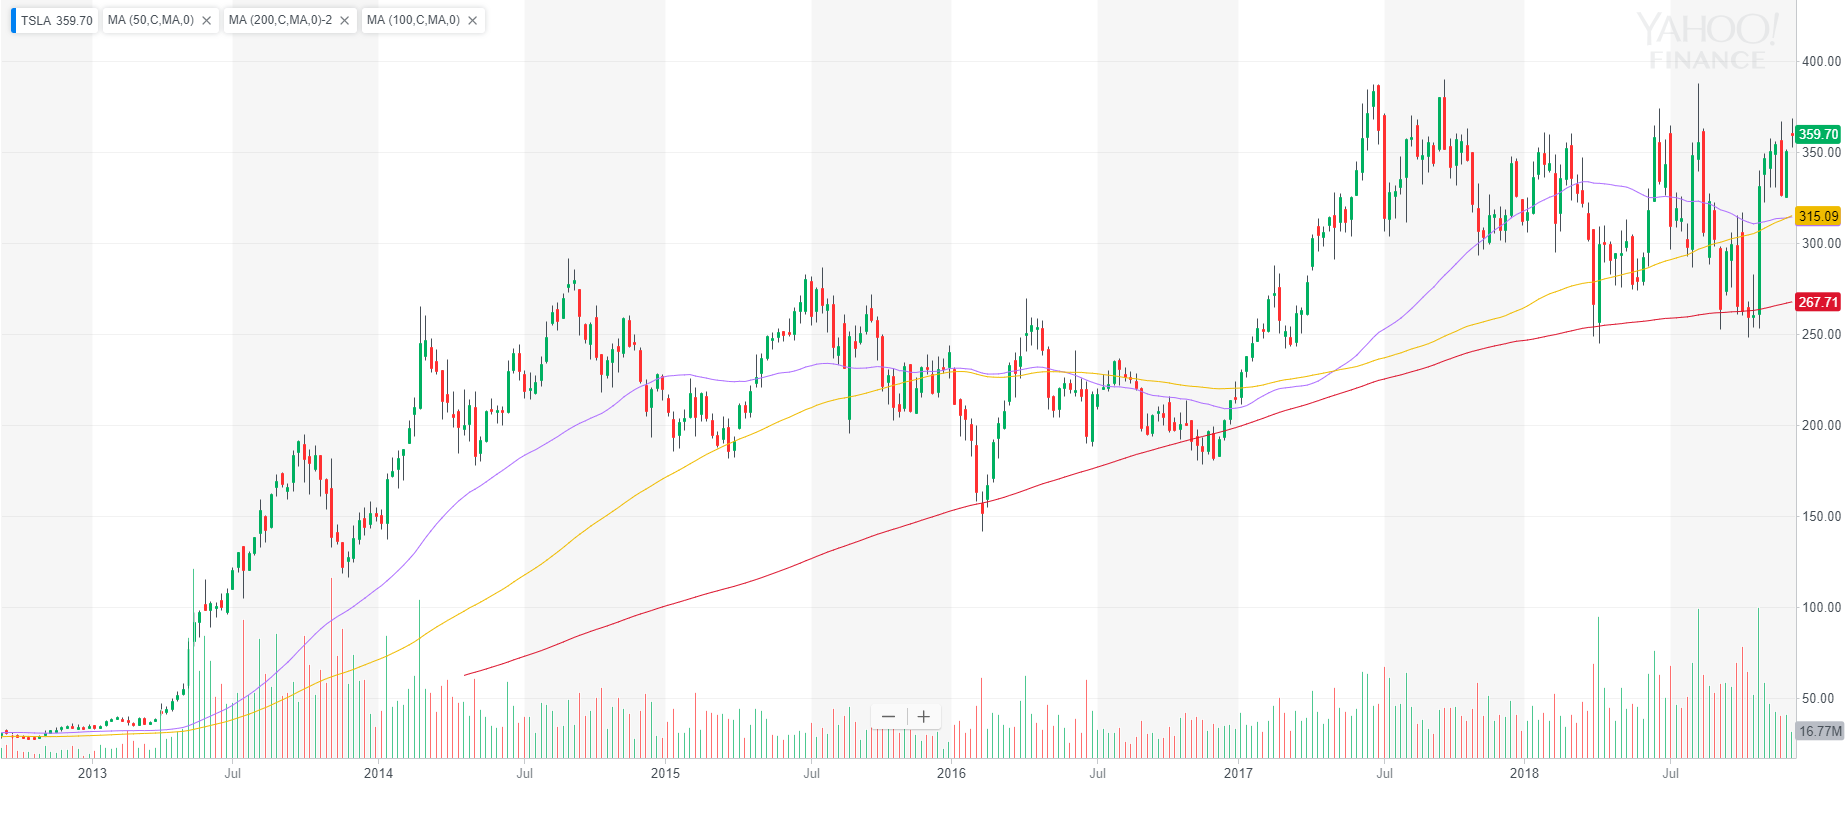 TSLA 359.70 MA (50,C,MA,0) ✕ MA (200,C,MA,0)-2 ✕ MA (100,C,MA,0) ✕
YAHOO!
FINANCE
400.00
359.70
350.00
315.09
300.00
267.71
250.00
200.00
150.00
100.00
50.00
16.77M
2013 Jul 2014 Jul 2015 Jul 2016 Jul 2017 Jul 2018 Jul